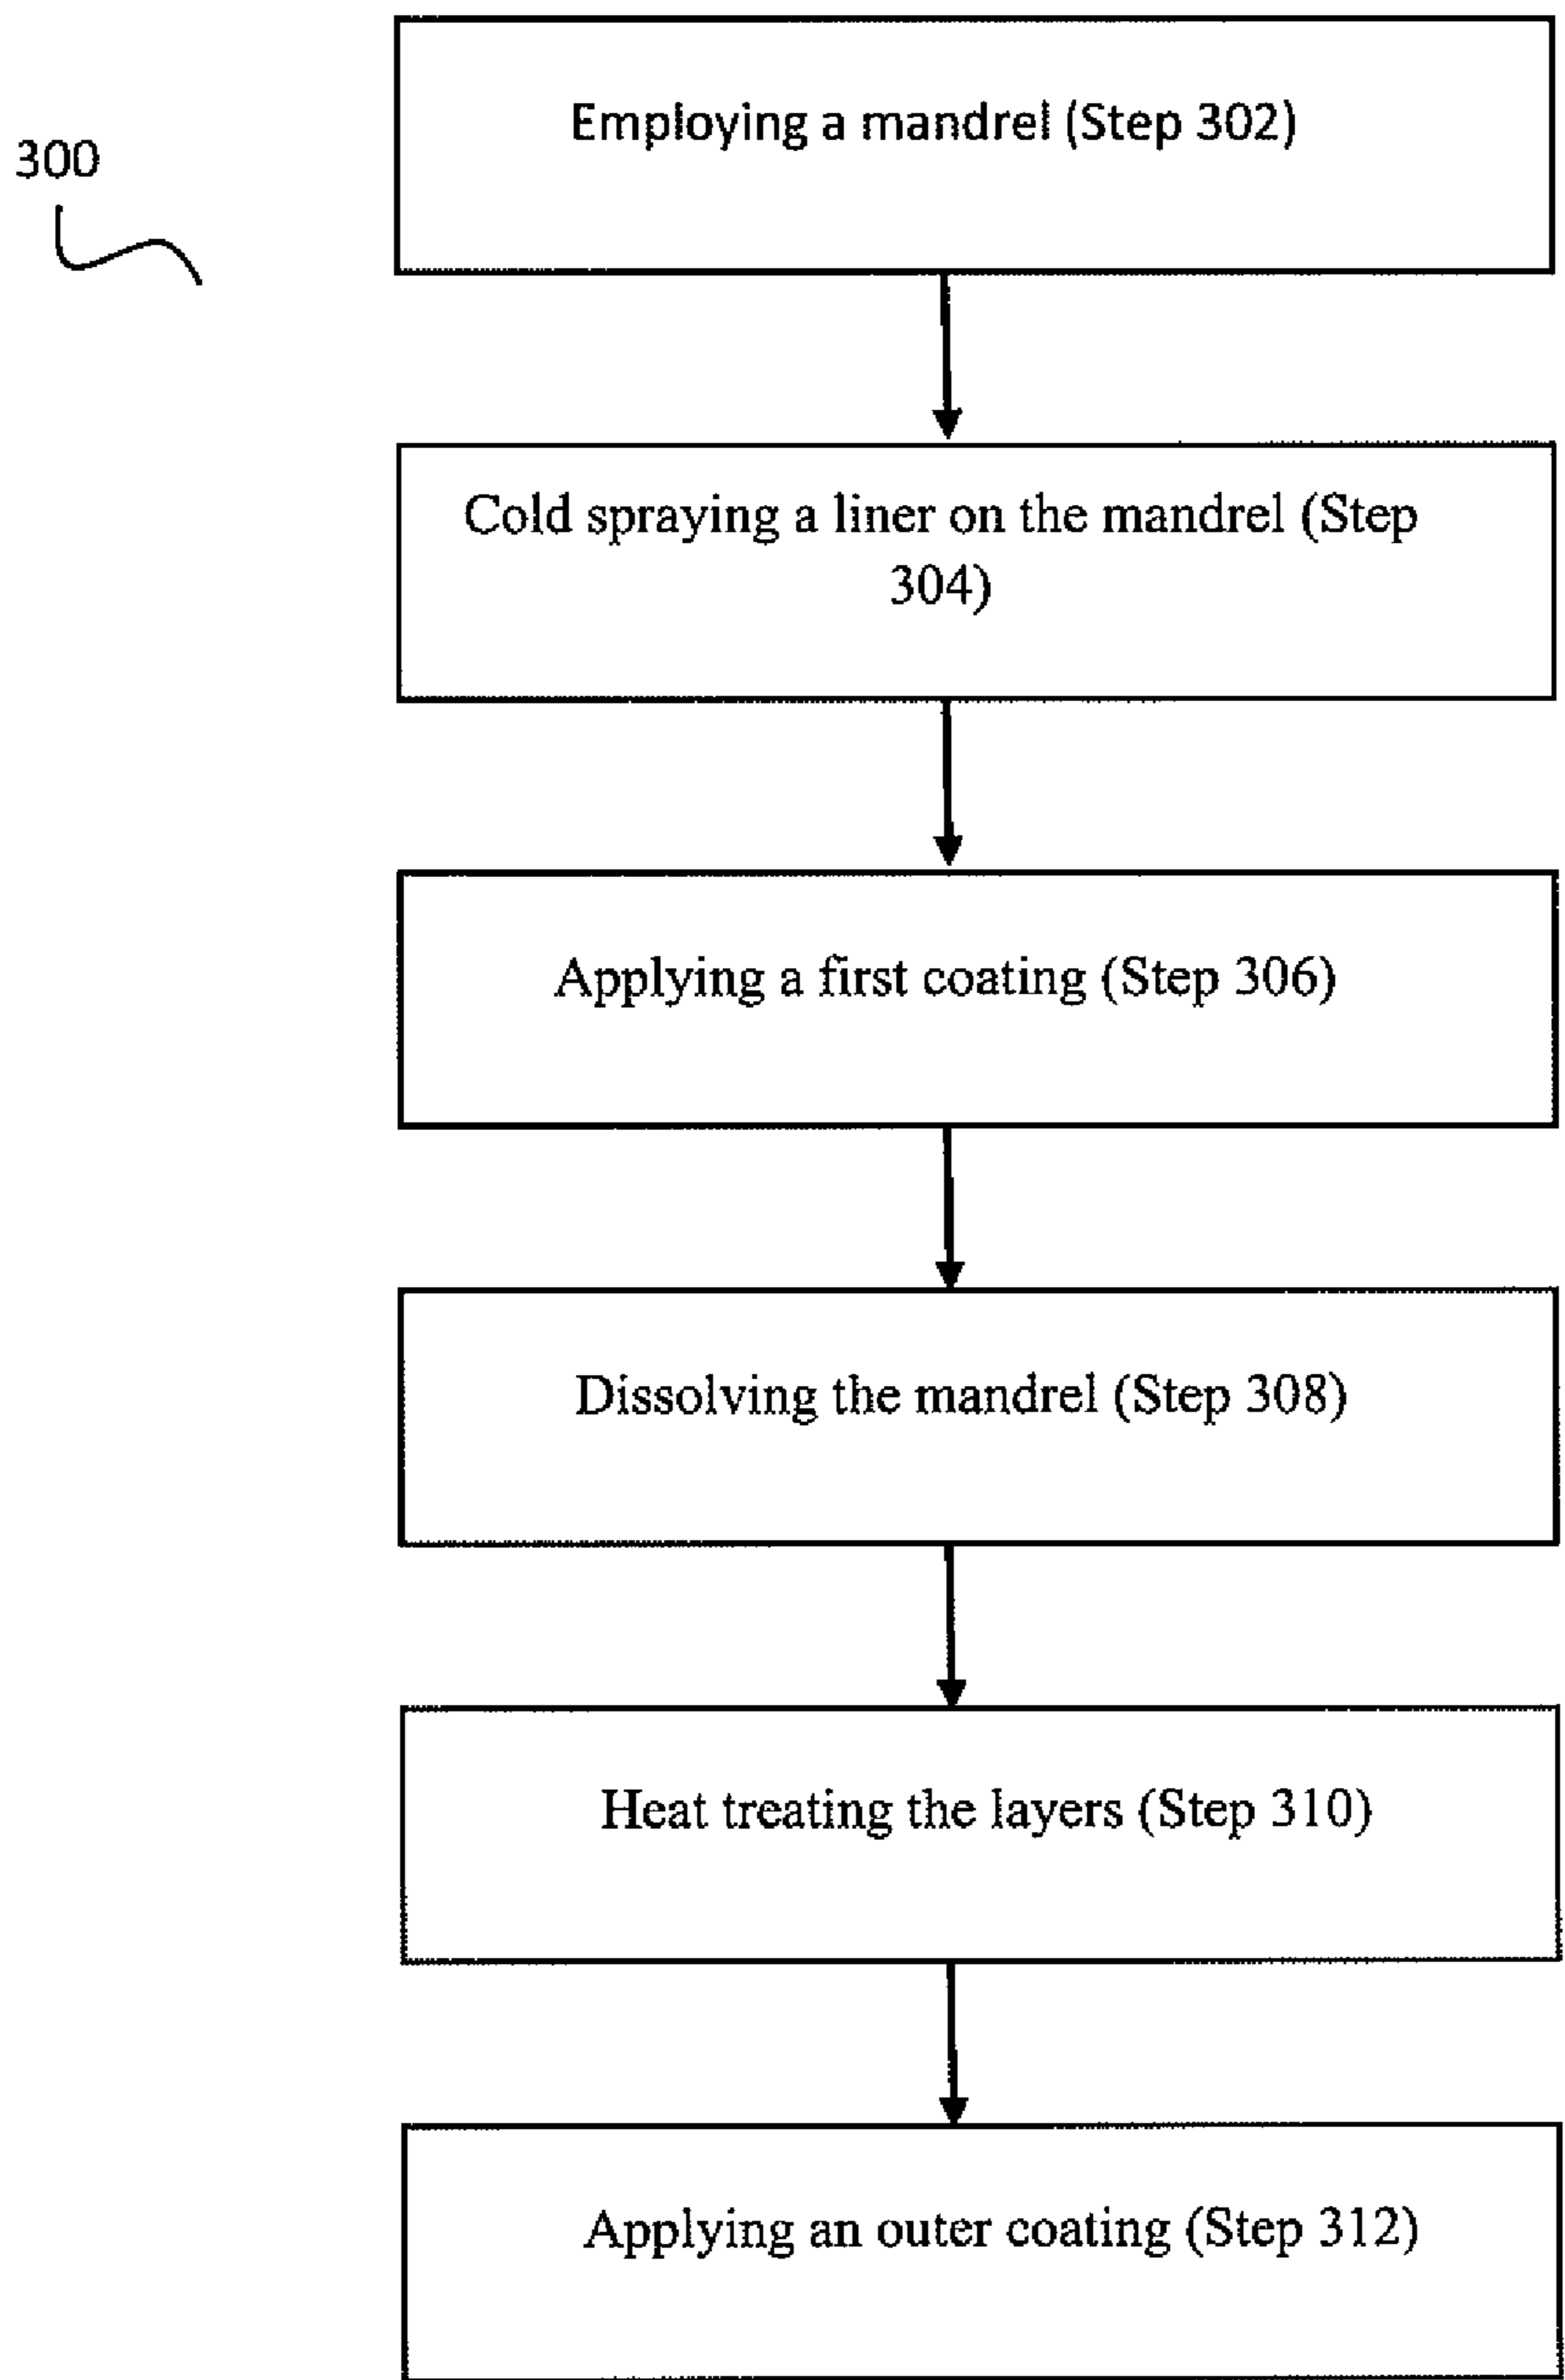 Employing a mandrel (Step 302)
300
Cold spraying a liner on the mandrel (Step
304)
Applying a first coating (Step 306)
Dissolving the mandrel (Step 308)
Heat treating the layers (Step 310)
Applying an outer coating (Step 312)